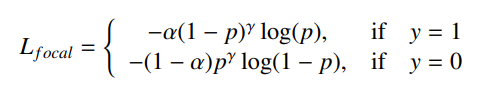 L_focal = { −α(1 − p)^γ log(p), if y = 1
−(1 − α)p^γ log(1 − p), if y = 0